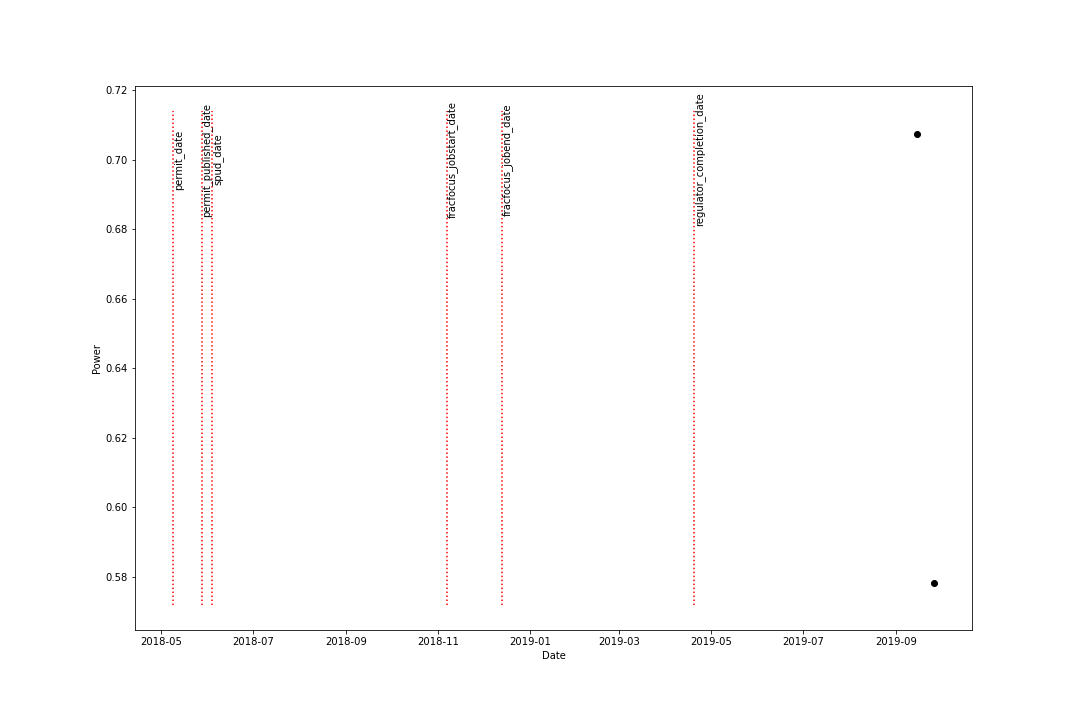 0.72
0.70
0.68
0.66
0.64
0.62
0.60
0.58
Power
permit_date
permit_published_date
spud_date
fracfocus_jobstart_date
fracfocus_jobend_date
regulator_completion_date
2018-05
2018-07
2018-09
2018-11
2019-01
2019-03
2019-05
2019-07
2019-09
Date